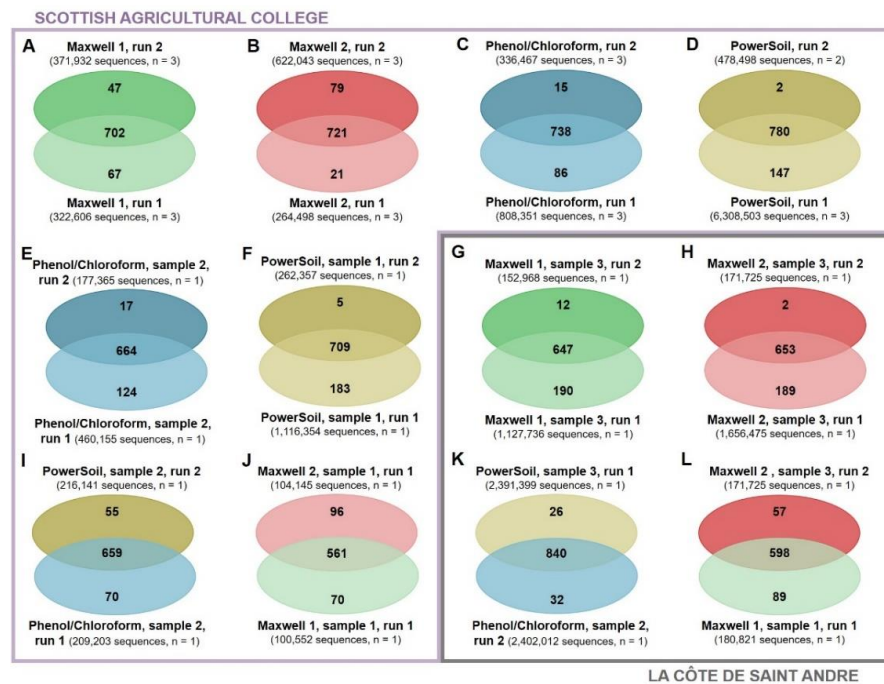 SCOTTISH AGRICULTURAL COLLEGE
A
Maxwell 1, run 2
(371,932 sequences, n = 3)
47
702
67
Maxwell 1, run 1
(322,606 sequences, n = 3)
B
Maxwell 2, run 2
(622,043 sequences, n = 3)
79
721
21
Maxwell 2, run 1
(264,498 sequences, n = 3)
C
Phenol/Chloroform, run 2
(336,467 sequences, n = 3)
15
738
86
Phenol/Chloroform, run 1
(808,351 sequences, n = 3)
D
PowerSoil, run 2
(478,498 sequences, n = 2)
2
780
147
PowerSoil, run 1
(6,308,503 sequences, n = 3)
E
Phenol/Chloroform, sample 2,
run 2 (177,365 sequences, n = 1)
17
664
124
Phenol/Chloroform, sample 2,
run 1 (460,155 sequences, n = 1)
F
PowerSoil, sample 1, run 2
(262,357 sequences, n = 1)
5
709
183
PowerSoil, sample 1, run 1
(1,116,354 sequences, n = 1)
G
Maxwell 1, sample 3, run 2
(152,968 sequences, n = 1)
12
647
190
Maxwell 1, sample 3, run 1
(1,127,736 sequences, n = 1)
H
Maxwell 2, sample 3, run 2
(171,725 sequences, n = 1)
2
653
189
Maxwell 2, sample 3, run 1
(1,656,475 sequences, n = 1)
I
PowerSoil, sample 2, run 2
(216,141 sequences, n = 1)
55
659
70
Phenol/Chloroform, sample 2,
run 1 (209,203 sequences, n = 1)
J
Maxwell 2, sample 1, run 1
(104,145 sequences, n = 1)
96
561
70
Maxwell 1, sample 1, run 1
(100,552 sequences, n = 1)
K
PowerSoil, sample 3, run 1
(2,391,399 sequences, n = 1)
26
840
32
Phenol/Chloroform, sample 2,
run 2 (2,402,012 sequences, n = 1)
L
Maxwell 2 , sample 3, run 2
(171,725 sequences, n = 1)
57
598
89
Maxwell 1, sample 1, run 1
(180,821 sequences, n = 1)
LA CÔTE DE SAINT ANDRE